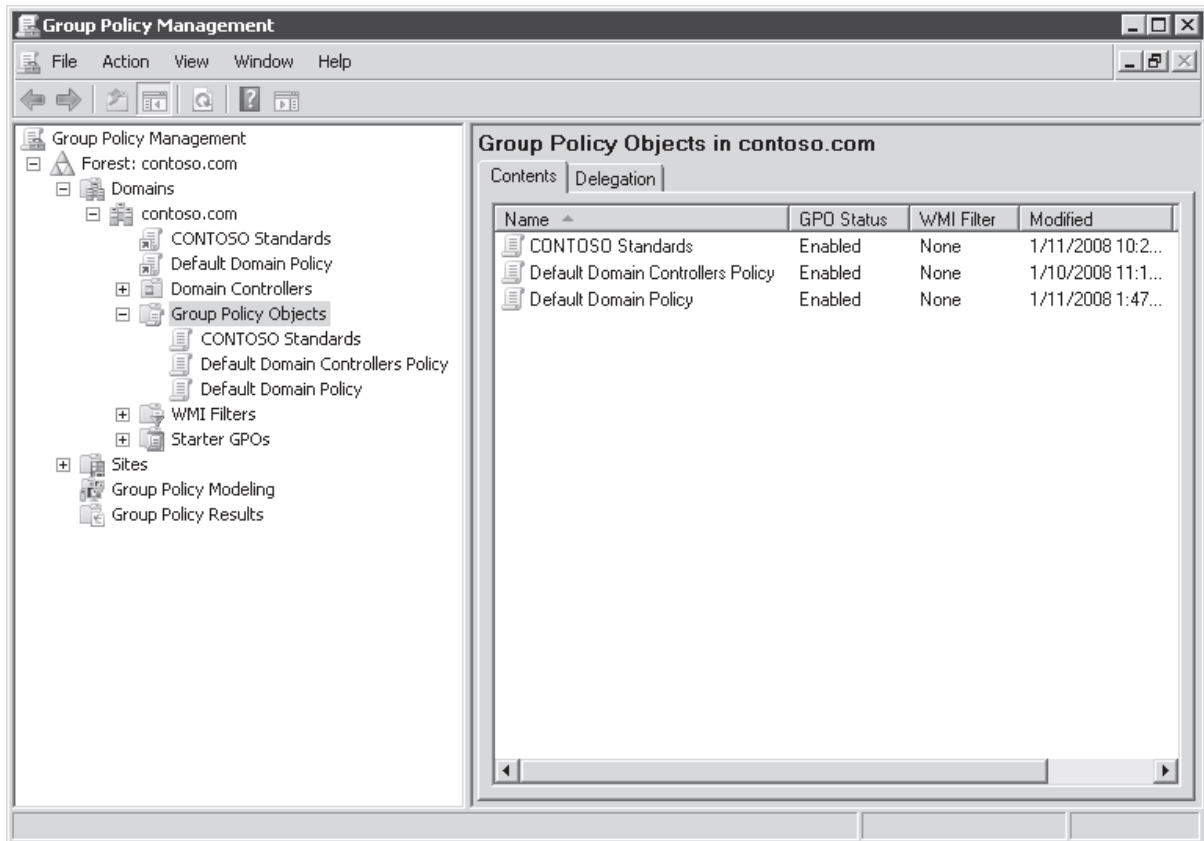 Group Policy Management
File Action View Window Help
Group Policy Management
Forest: contoso.com
Domains
contoso.com
CONTOSO Standards
Default Domain Policy
Domain Controllers
Group Policy Objects
CONTOSO Standards
Default Domain Controllers Policy
Default Domain Policy
WMI Filters
Starter GPOs
Sites
Group Policy Modeling
Group Policy Results
Group Policy Objects in contoso.com
Contents Delegation
Name GPO Status WMI Filter Modified
CONTOSO Standards Enabled None 1/11/2008 10:2...
Default Domain Controllers Policy Enabled None 1/10/2008 11:1...
Default Domain Policy Enabled None 1/11/2008 1:47...